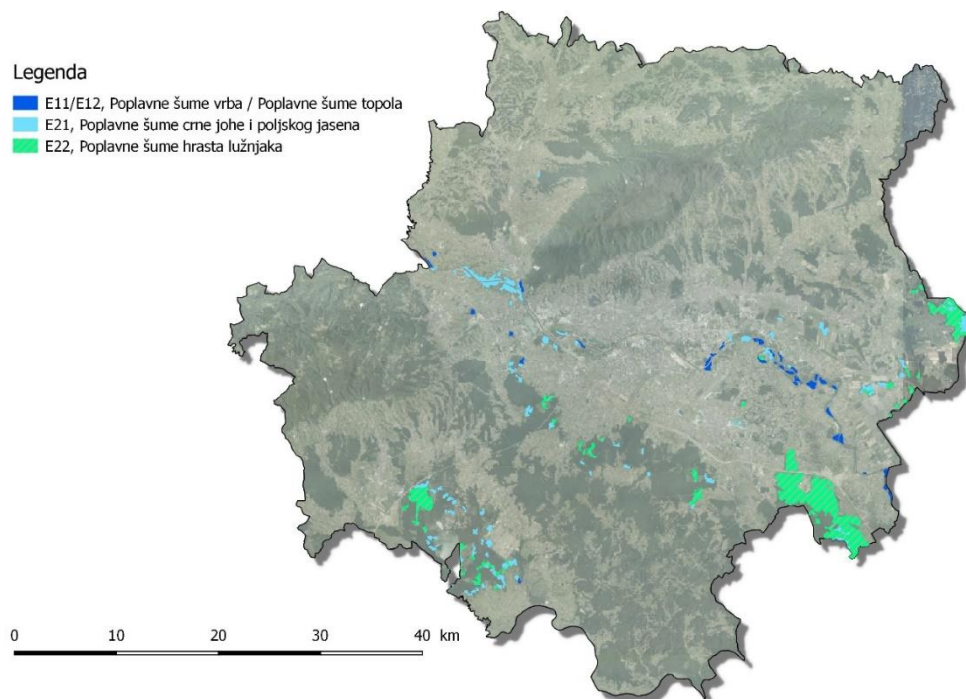 Legenda
E11/E12, Poplavne šume vrba / Poplavne šume topola
E21, Poplavne šume crne johe i poljskog jasena
E22, Poplavne šume hrasta lužnjaka
0 10 20 30 40 km